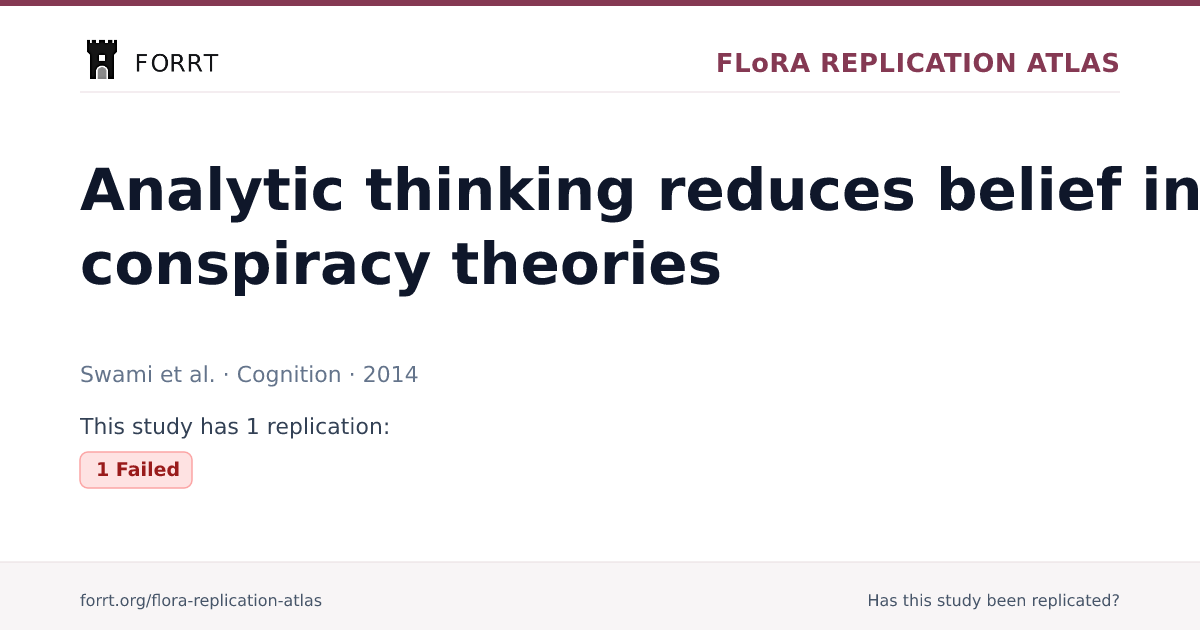 FORRT
FLoRA REPLICATION ATLAS
Analytic thinking reduces belief in
conspiracy theories
Swami et al. · Cognition · 2014
This study has 1 replication:
1 Failed
forrt.org/flora-replication-atlas
Has this study been replicated?